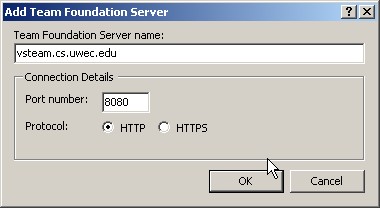 Add Team Foundation Server
Team Foundation Server name:
vsteam.cs.uwec.edu
Connection Details
Port number: 8080
Protocol: HTTP HTTPS
OK Cancel